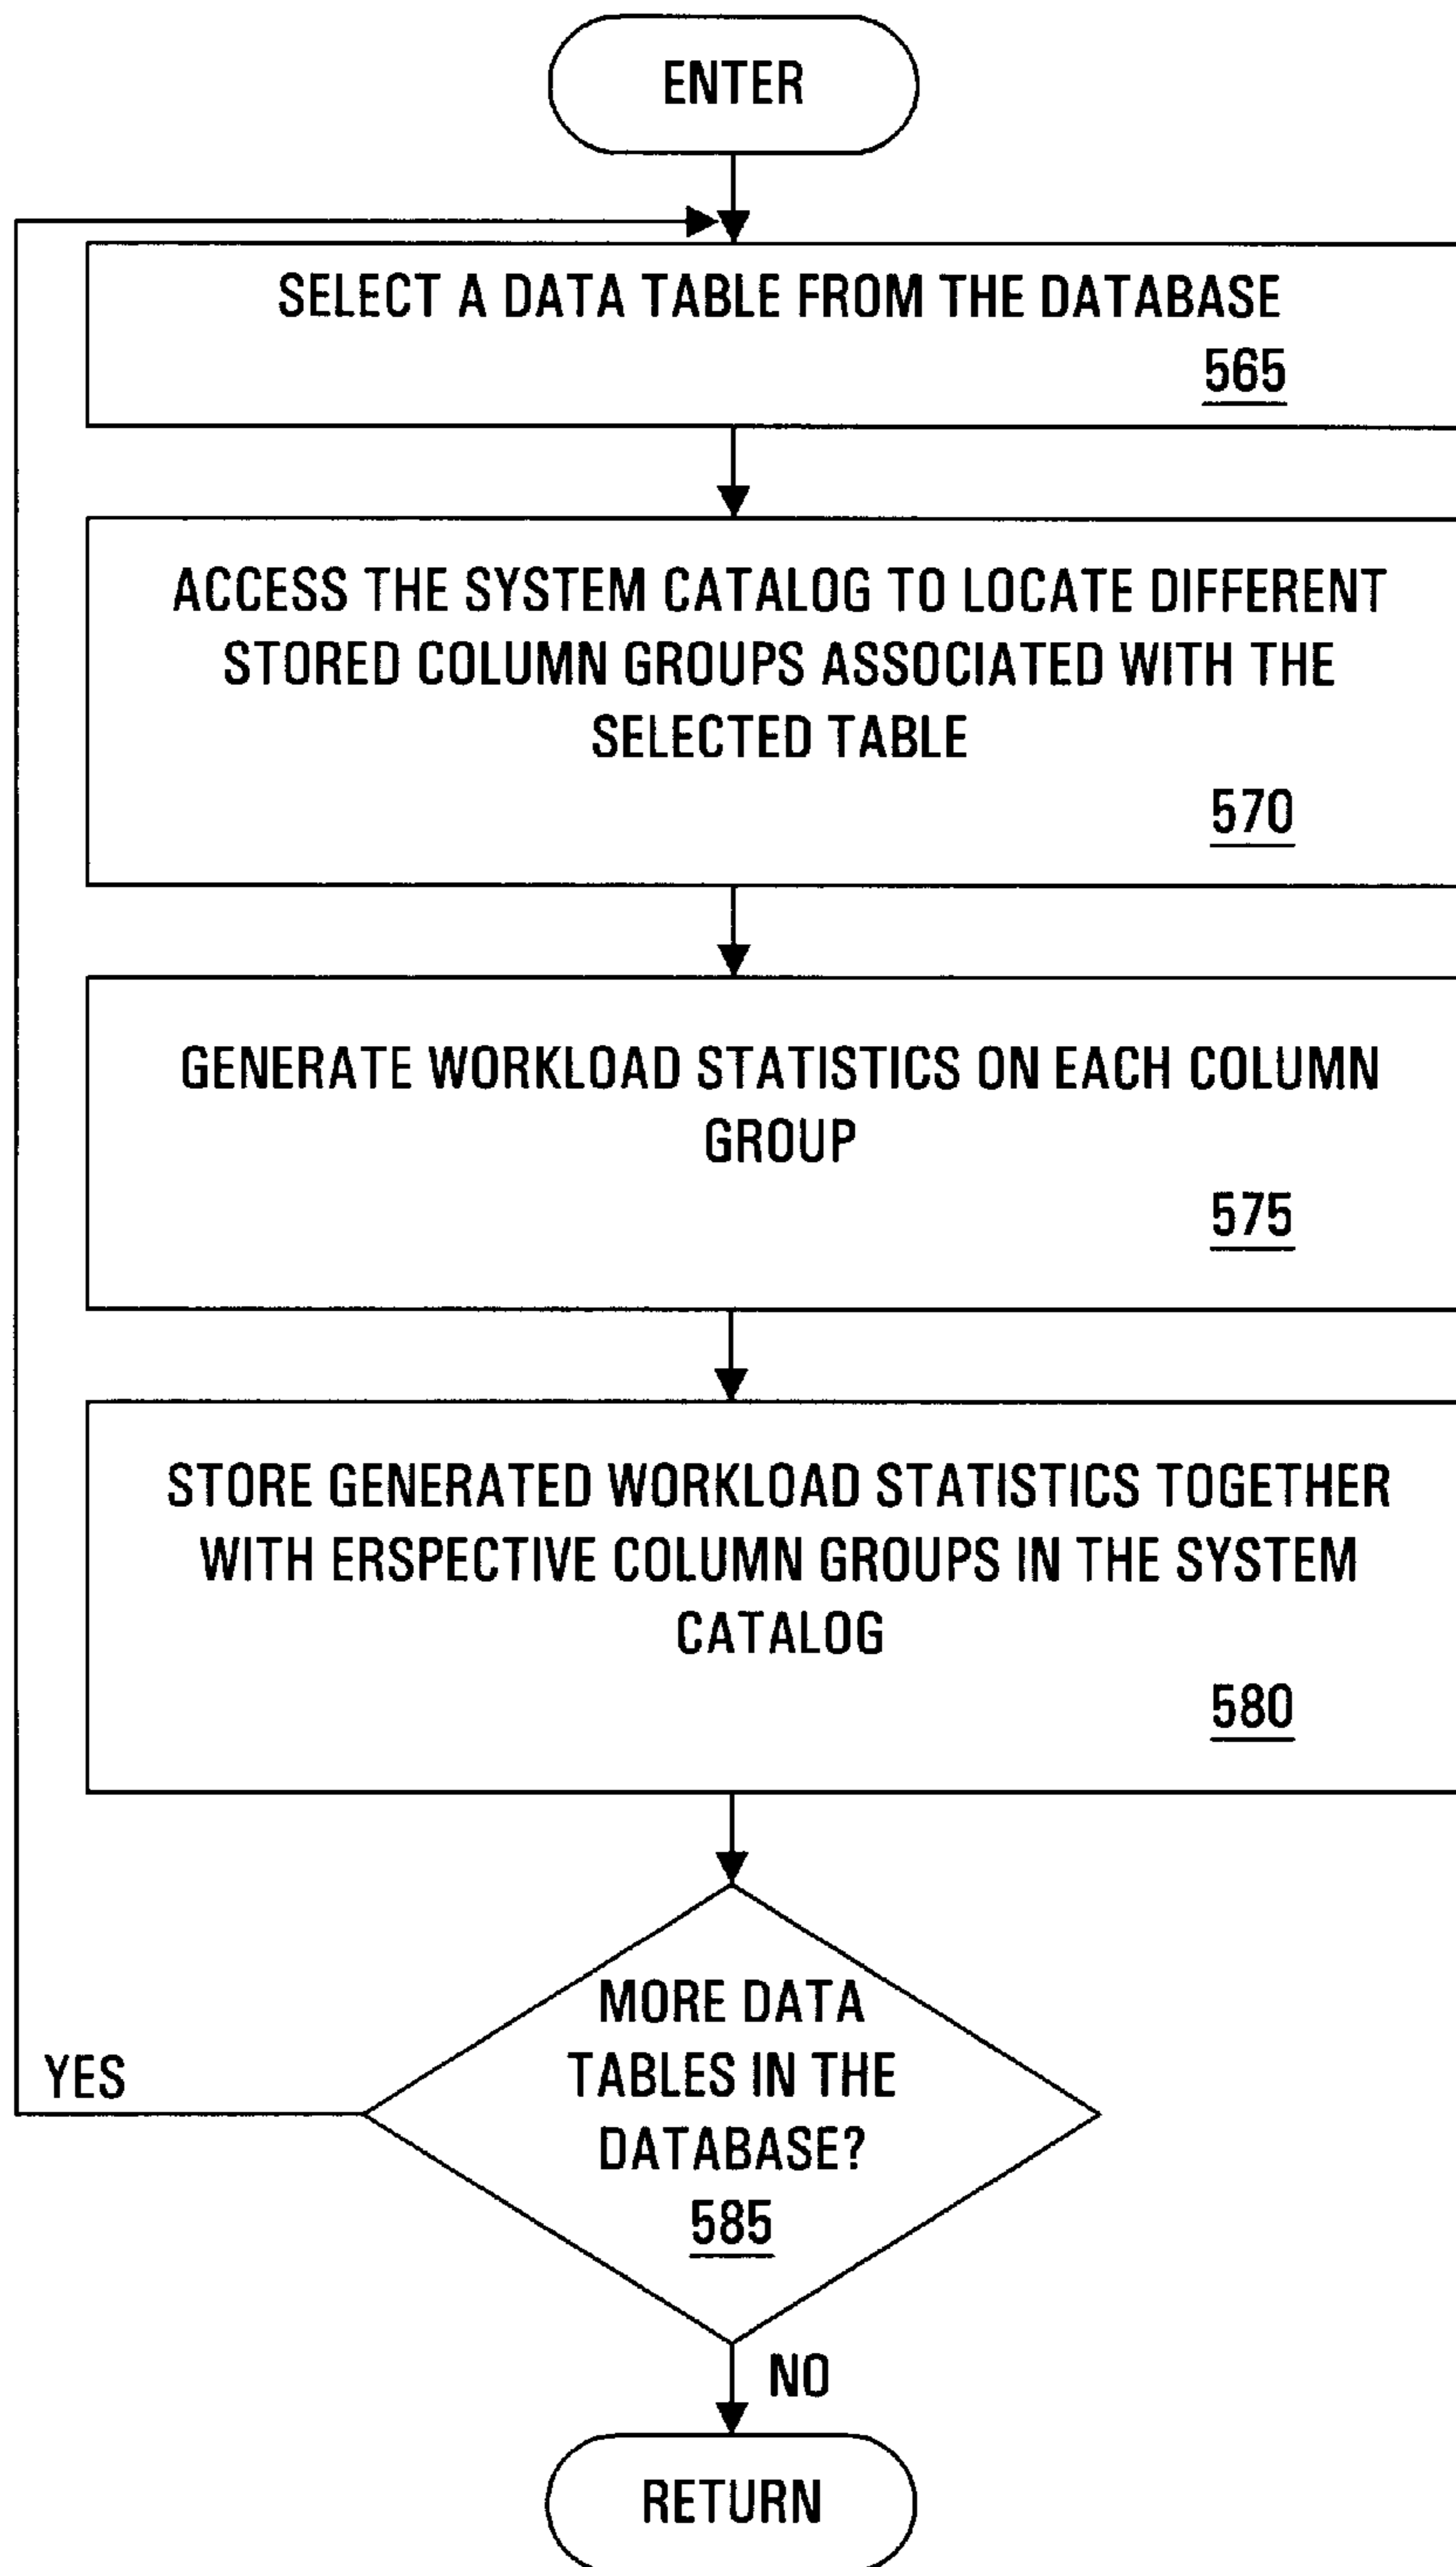 ENTER
SELECT A DATA TABLE FROM THE DATABASE
565
ACCESS THE SYSTEM CATALOG TO LOCATE DIFFERENT
STORED COLUMN GROUPS ASSOCIATED WITH THE
SELECTED TABLE
570
GENERATE WORKLOAD STATISTICS ON EACH COLUMN
GROUP
575
STORE GENERATED WORKLOAD STATISTICS TOGETHER
WITH ERSPECTIVE COLUMN GROUPS IN THE SYSTEM
CATALOG
580
MORE DATA
TABLES IN THE
DATABASE?
585
YES
NO
RETURN